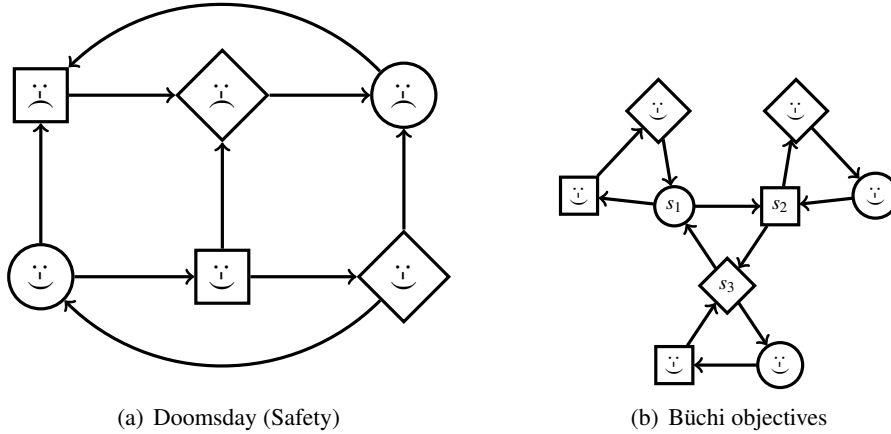 s₁
s₂
s₃
(a) Doomsday (Safety)
(b) Büchi objectives